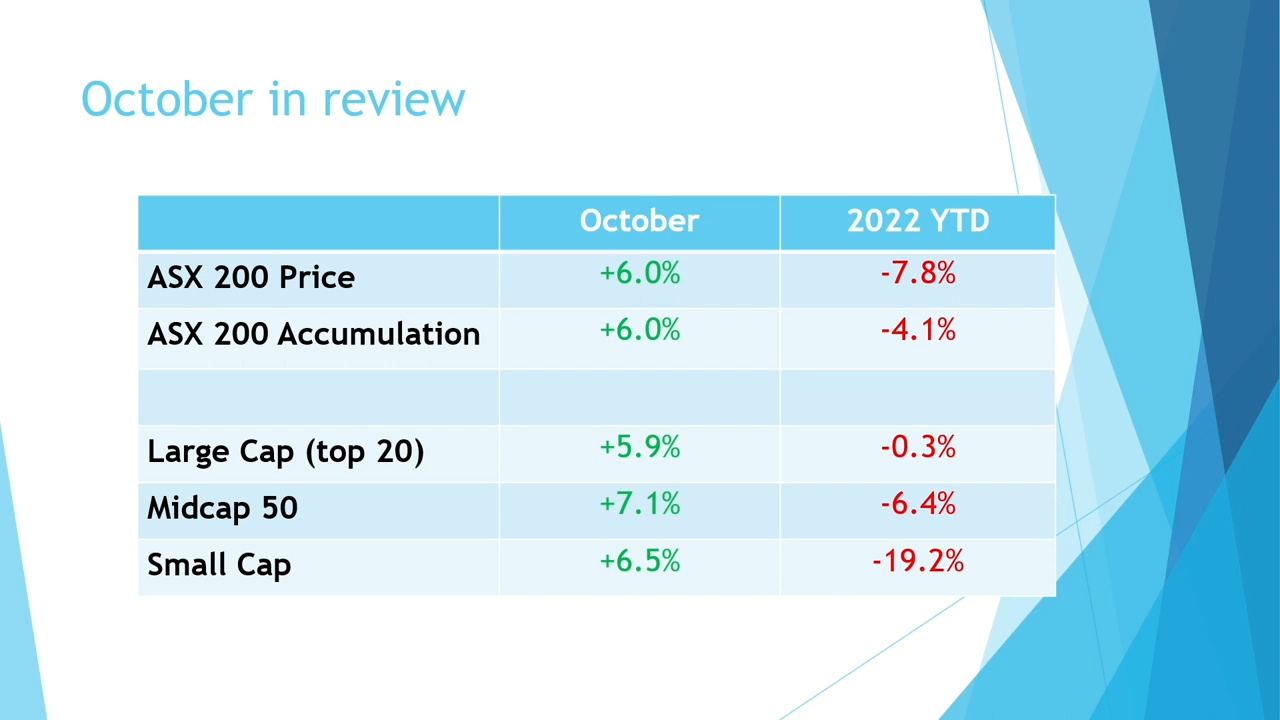 October in review
October 2022 YTD
ASX 200 Price +6.0% -7.8%
ASX 200 Accumulation +6.0% -4.1%
Large Cap (top 20) +5.9% -0.3%
Midcap 50 +7.1% -6.4%
Small Cap +6.5% -19.2%